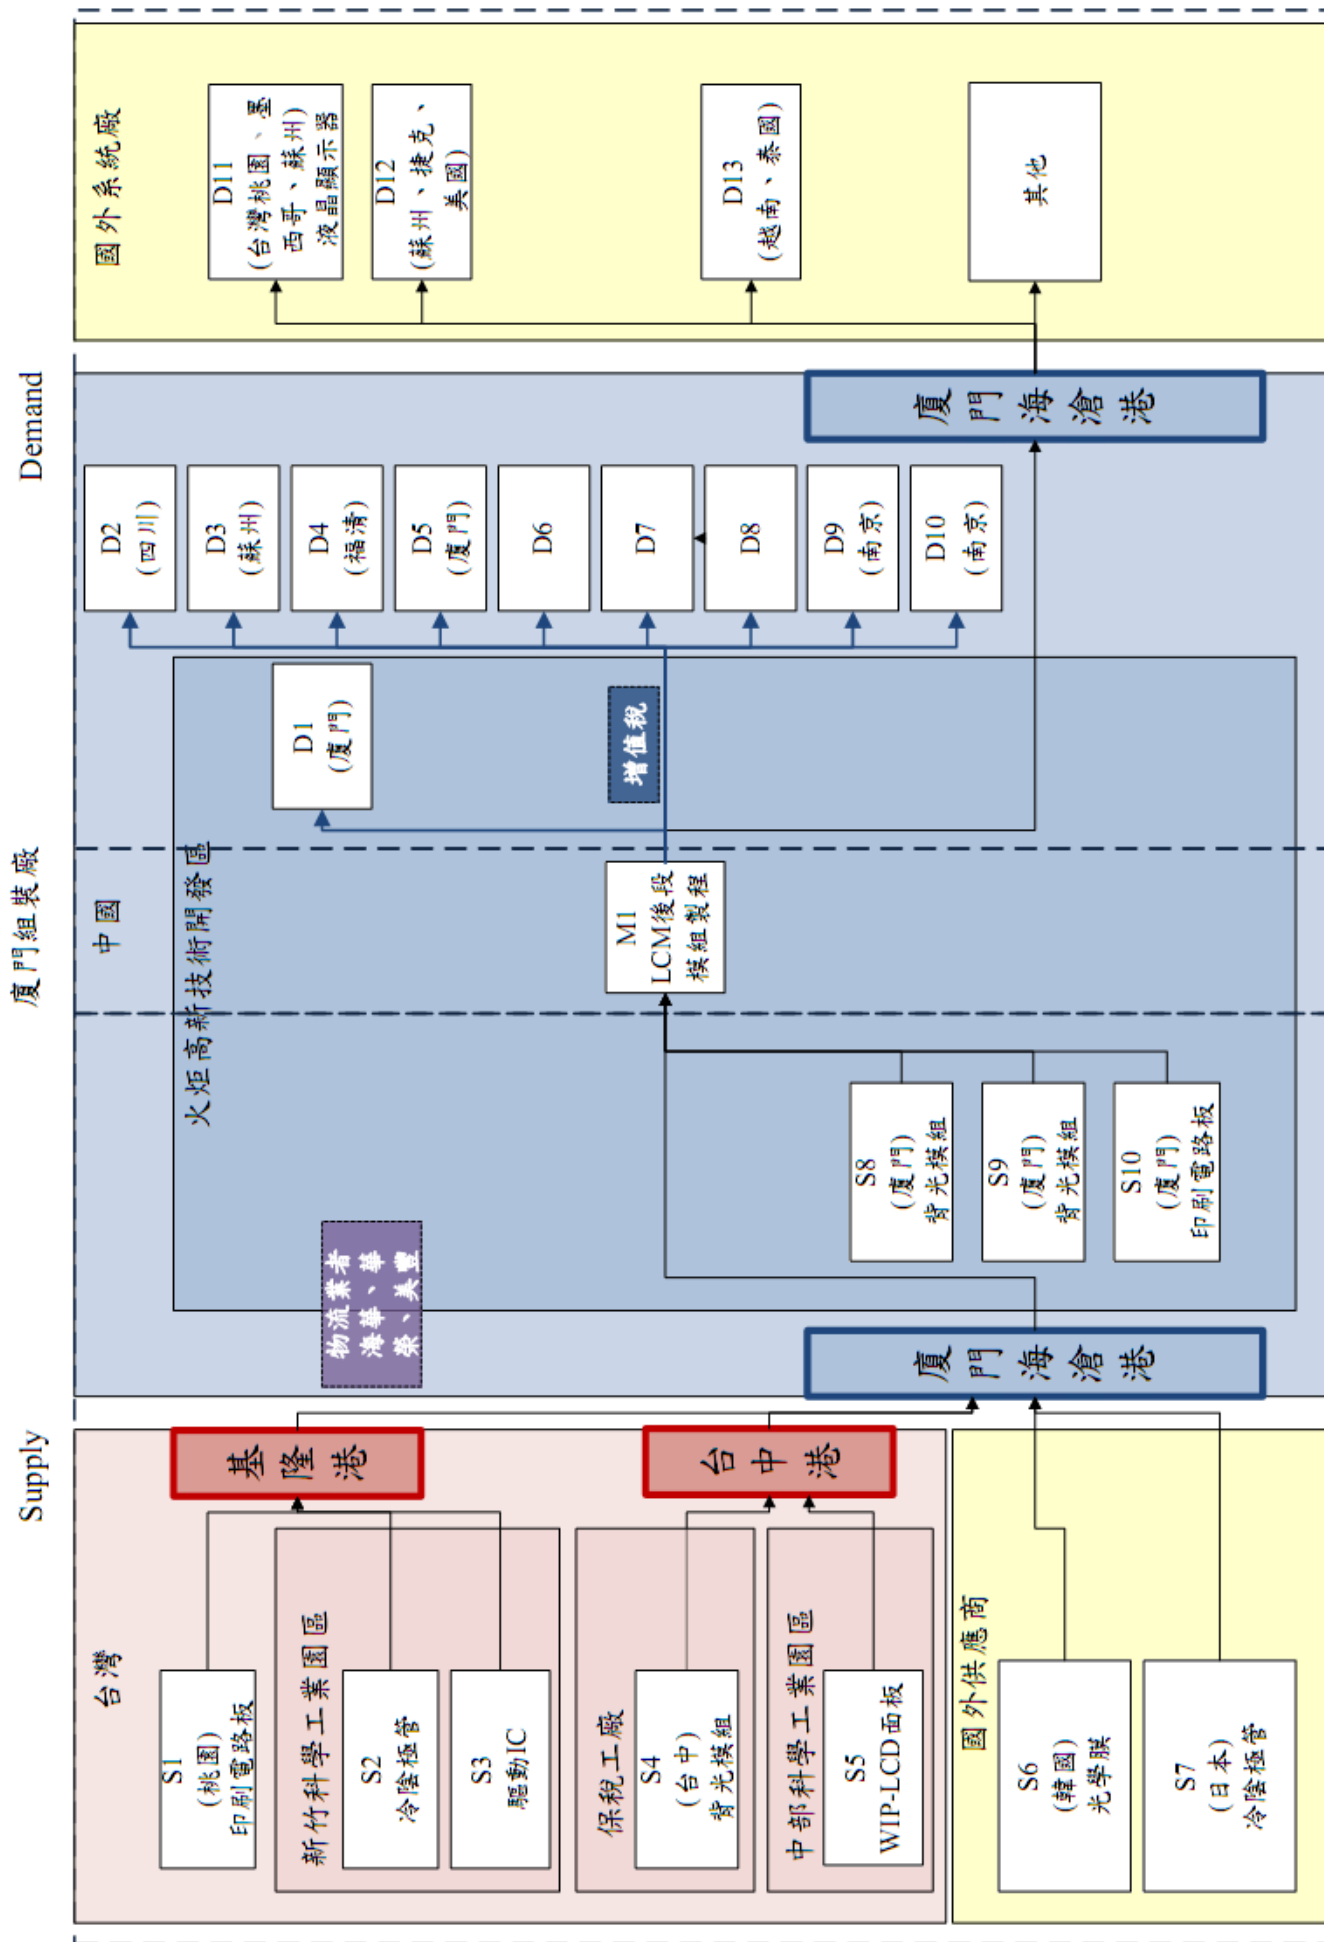 廈門組裝廠
Supply
Demand
台灣
S1
(桃園)
印刷電路板
新竹科學工業園區
S2
冷陰極管
S3
驅動IC
保稅工廠
S4
(台中)
背光模組
中部科學工業園區
S5
WIP-LCD面板
國外供應商
S6
(韓國)
光學膜
S7
(日本)
冷陰極管
基
隆
港
台
中
港
中國
廈
門
海
滄
港
物流業者
海華、華
榮、美豐
火炬高新技術開發區
S8
(廈門)
背光模組
S9
(廈門)
背光模組
S10
(廈門)
印刷電路板
M1
LCM後段
模組製程
D1
(廈門)
增值稅
D2
(四川)
D3
(蘇州)
D4
(福清)
D5
(廈門)
D6
D7
D8
D9
(南京)
D10
(南京)
廈
門
海
滄
港
國外系統廠
D11
(台灣桃園、墨
西哥、蘇州)
液晶顯示器
D12
(蘇州、捷克、
美國)
D13
(越南、泰國)
其他